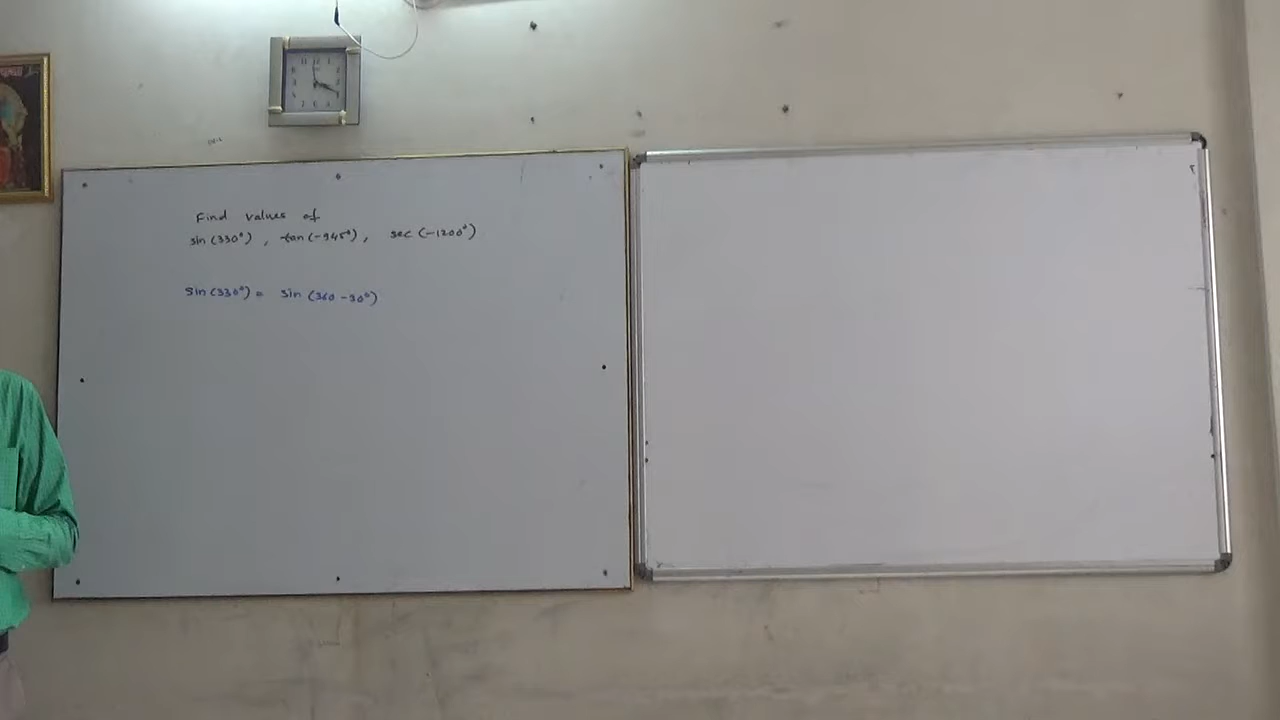 Find values of
sin(330°), tan(-945°), sec(-1200°)
sin(330°) = sin(360-30°)